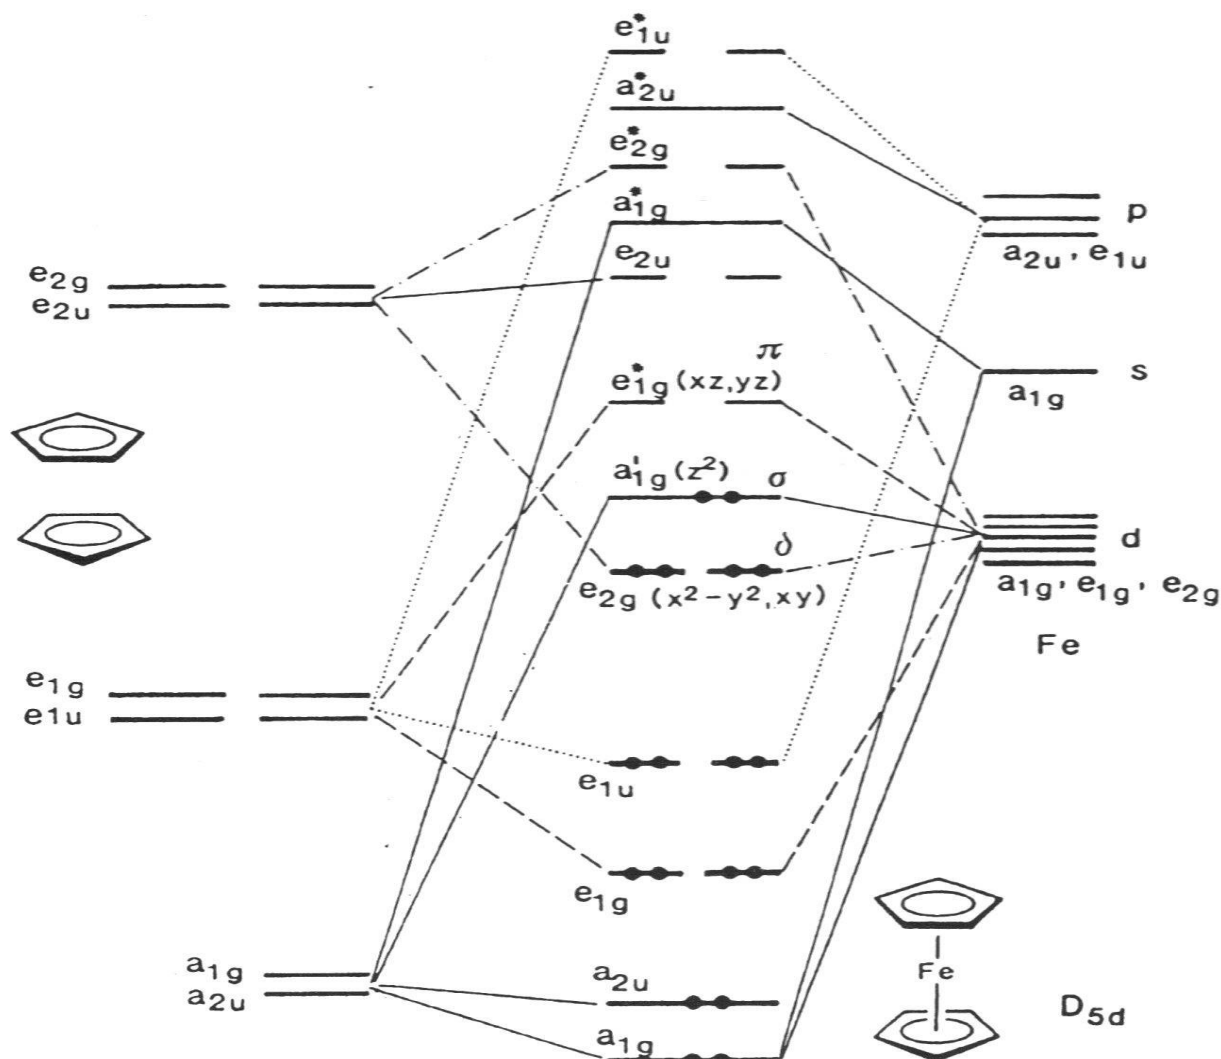 e*1u
a*2u
e*2g
a*1g
p
a2u, e1u
e2u
e2g
e2u
π
e*1g (xz,yz)
s
a1g
a'1g (z²)
σ
d
δ
e2g (x²-y²,xy)
a1g, e1g, e2g
Fe
e1g
e1u
e1u
e1g
a1g
a2u
a2u
Fe
D5d
a1g